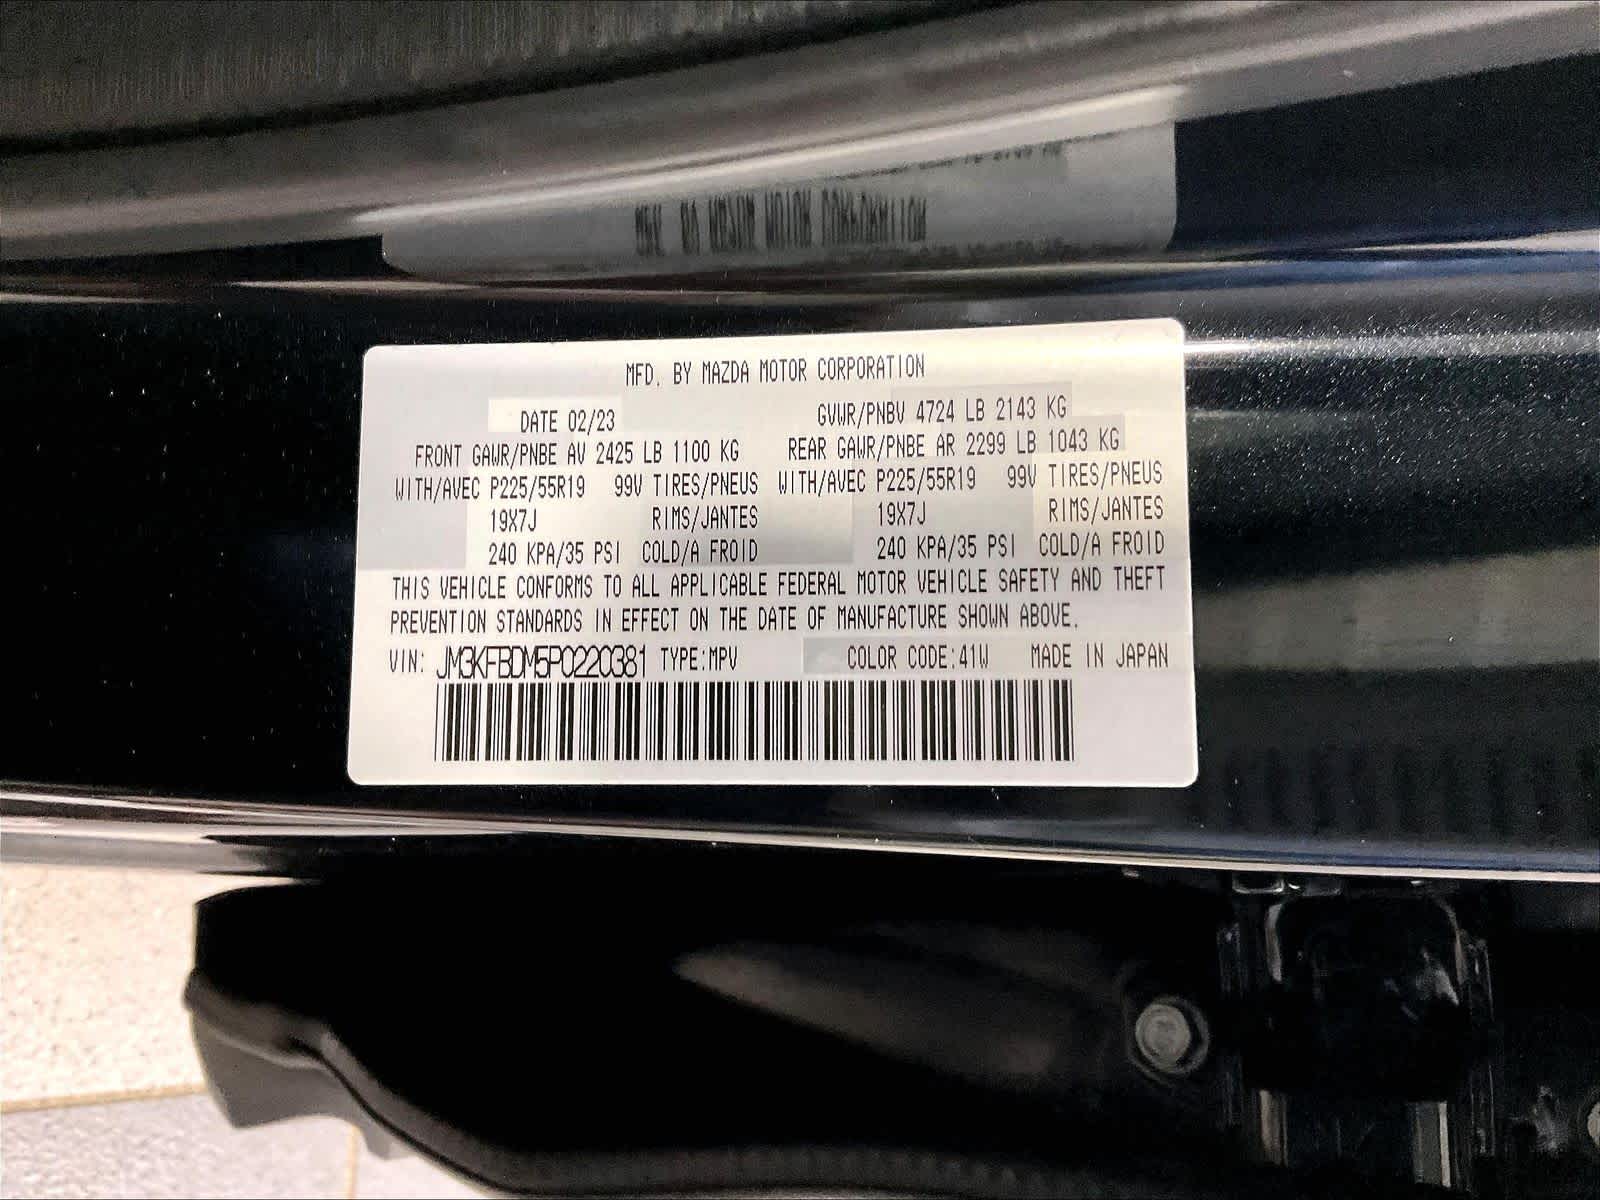 MFD. BY MAZDA MOTOR CORPORATION
DATE 02/23 GVWR/PNBV 4724 LB 2143 KG
FRONT GAWR/PNBE AV 2425 LB 1100 KG REAR GAWR/PNBE AR 2299 LB 1043 KG
WITH/AVEC P225/55R19 99V TIRES/PNEUS WITH/AVEC P225/55R19 99V TIRES/PNEUS
19X7J RIMS/JANTES 19X7J RIMS/JANTES
240 KPA/35 PSI COLD/A FROID 240 KPA/35 PSI COLD/A FROID
THIS VEHICLE CONFORMS TO ALL APPLICABLE FEDERAL MOTOR VEHICLE SAFETY AND THEFT
PREVENTION STANDARDS IN EFFECT ON THE DATE OF MANUFACTURE SHOWN ABOVE.
VIN: JM3KFBDM5P0220381 TYPE:MPV COLOR CODE:41W MADE IN JAPAN